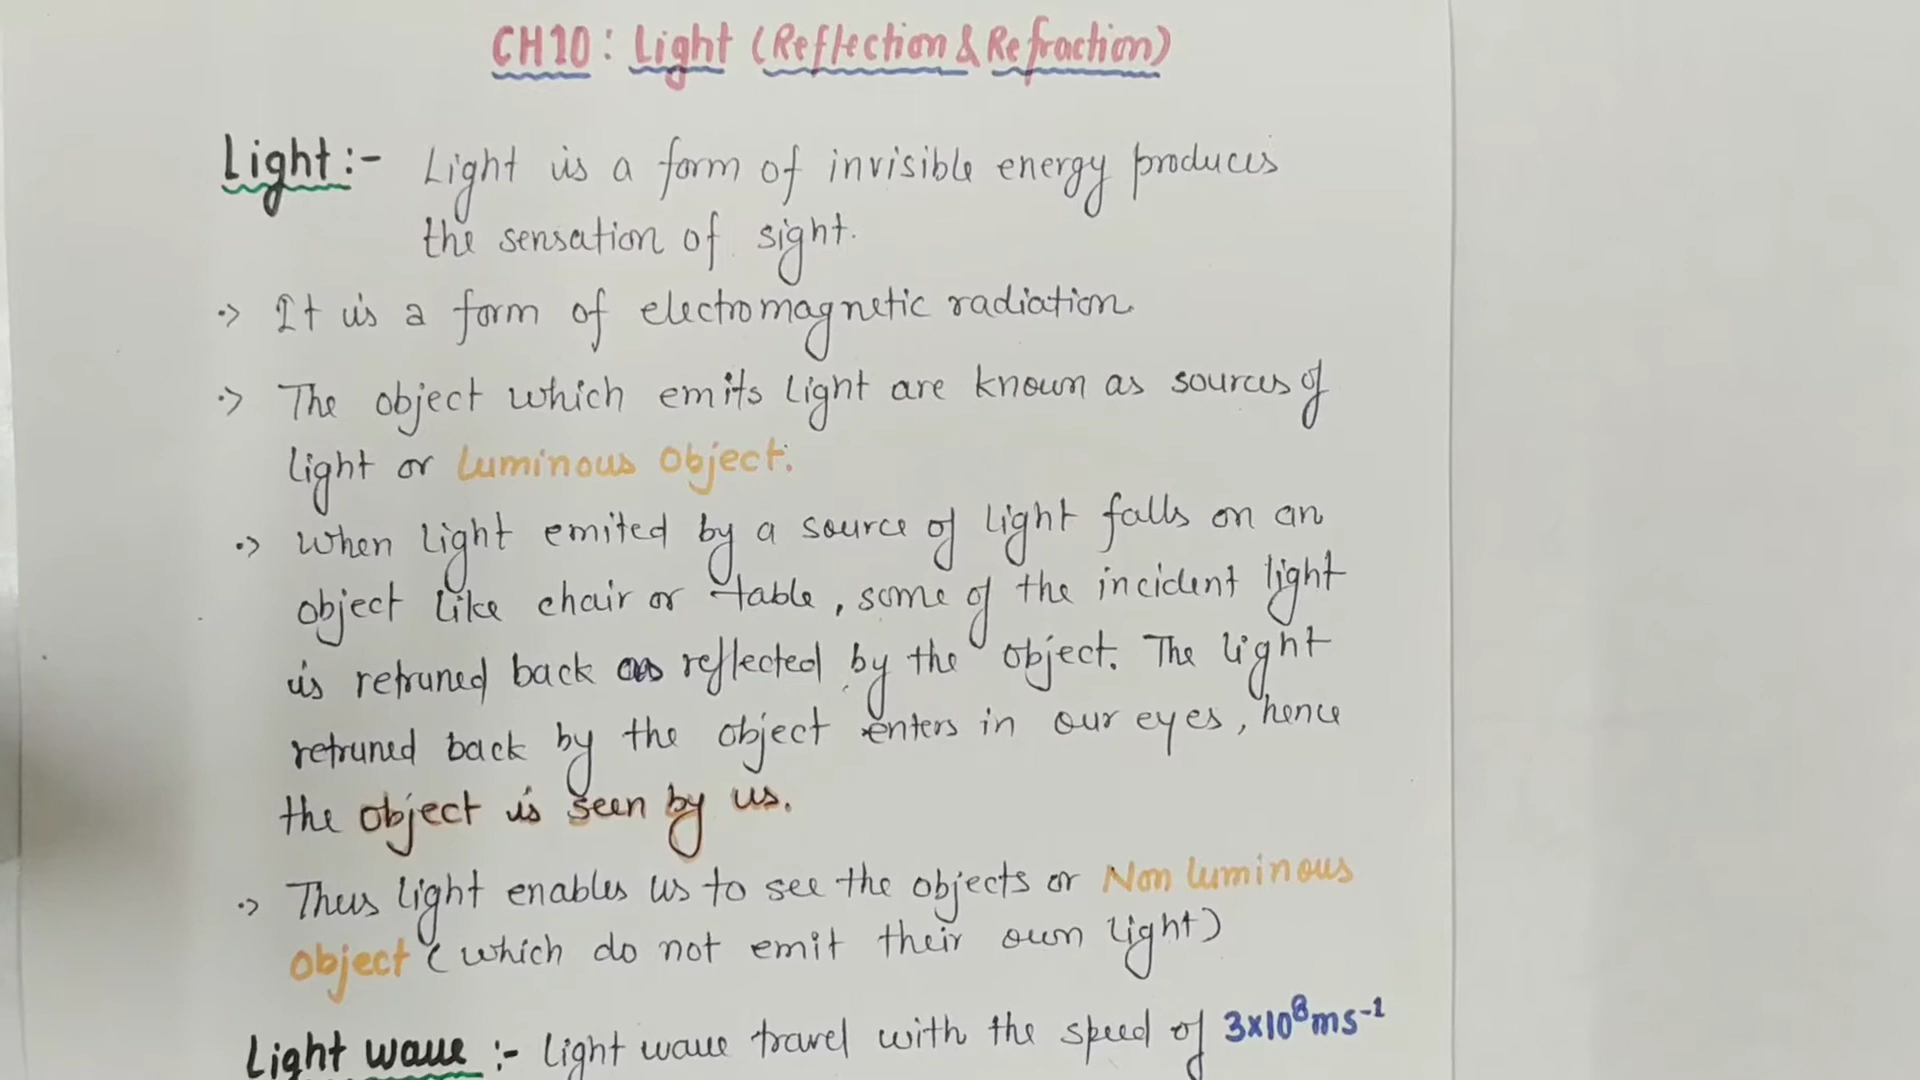 CH10: Light (Reflection & Refraction)
Light:- Light is a form of invisible energy produces
the sensation of sight.
•> It is a form of electromagnetic radiation.
•> The object which emits light are known as sources of
light or Luminous Object.
•> When light emited by a source of light falls on an
object like chair or table, some of the incident light
is retruned back reflected by the object. The light
retruned back by the object enters in our eyes, hence
the object is seen by us.
•> Thus light enables us to see the objects or Non luminous
object (which do not emit their own light)
Light wave :- light wave travel with the speed of 3x10⁸ms⁻¹